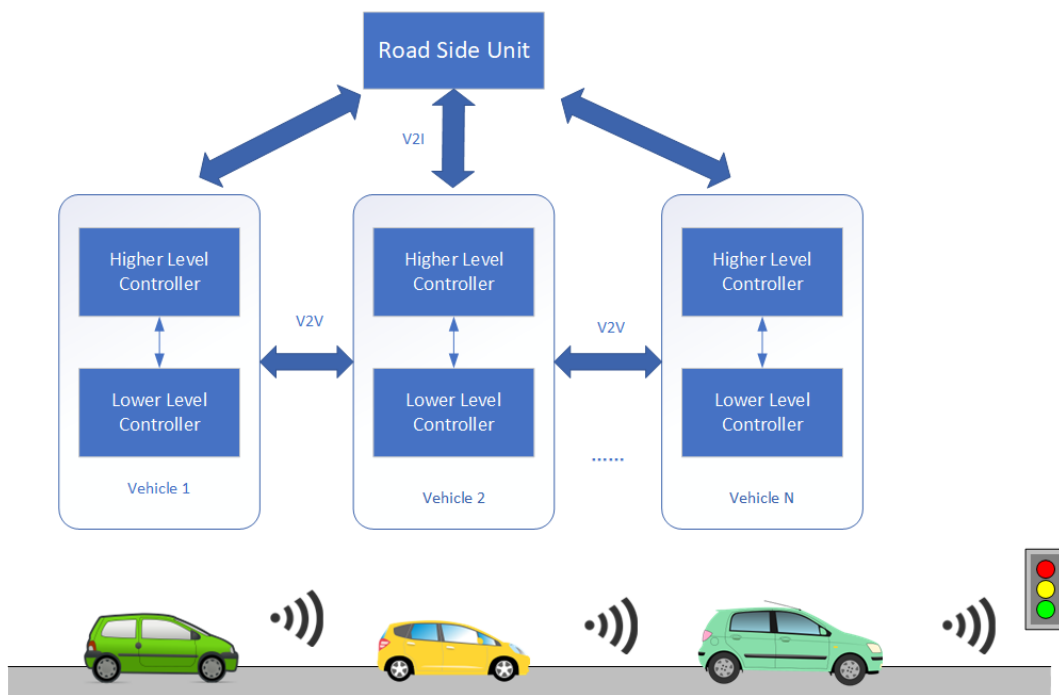 Road Side Unit
V2I
Higher Level
Controller
Higher Level
Controller
Higher Level
Controller
V2V
V2V
Lower Level
Controller
Lower Level
Controller
Lower Level
Controller
......
Vehicle 1
Vehicle 2
Vehicle N